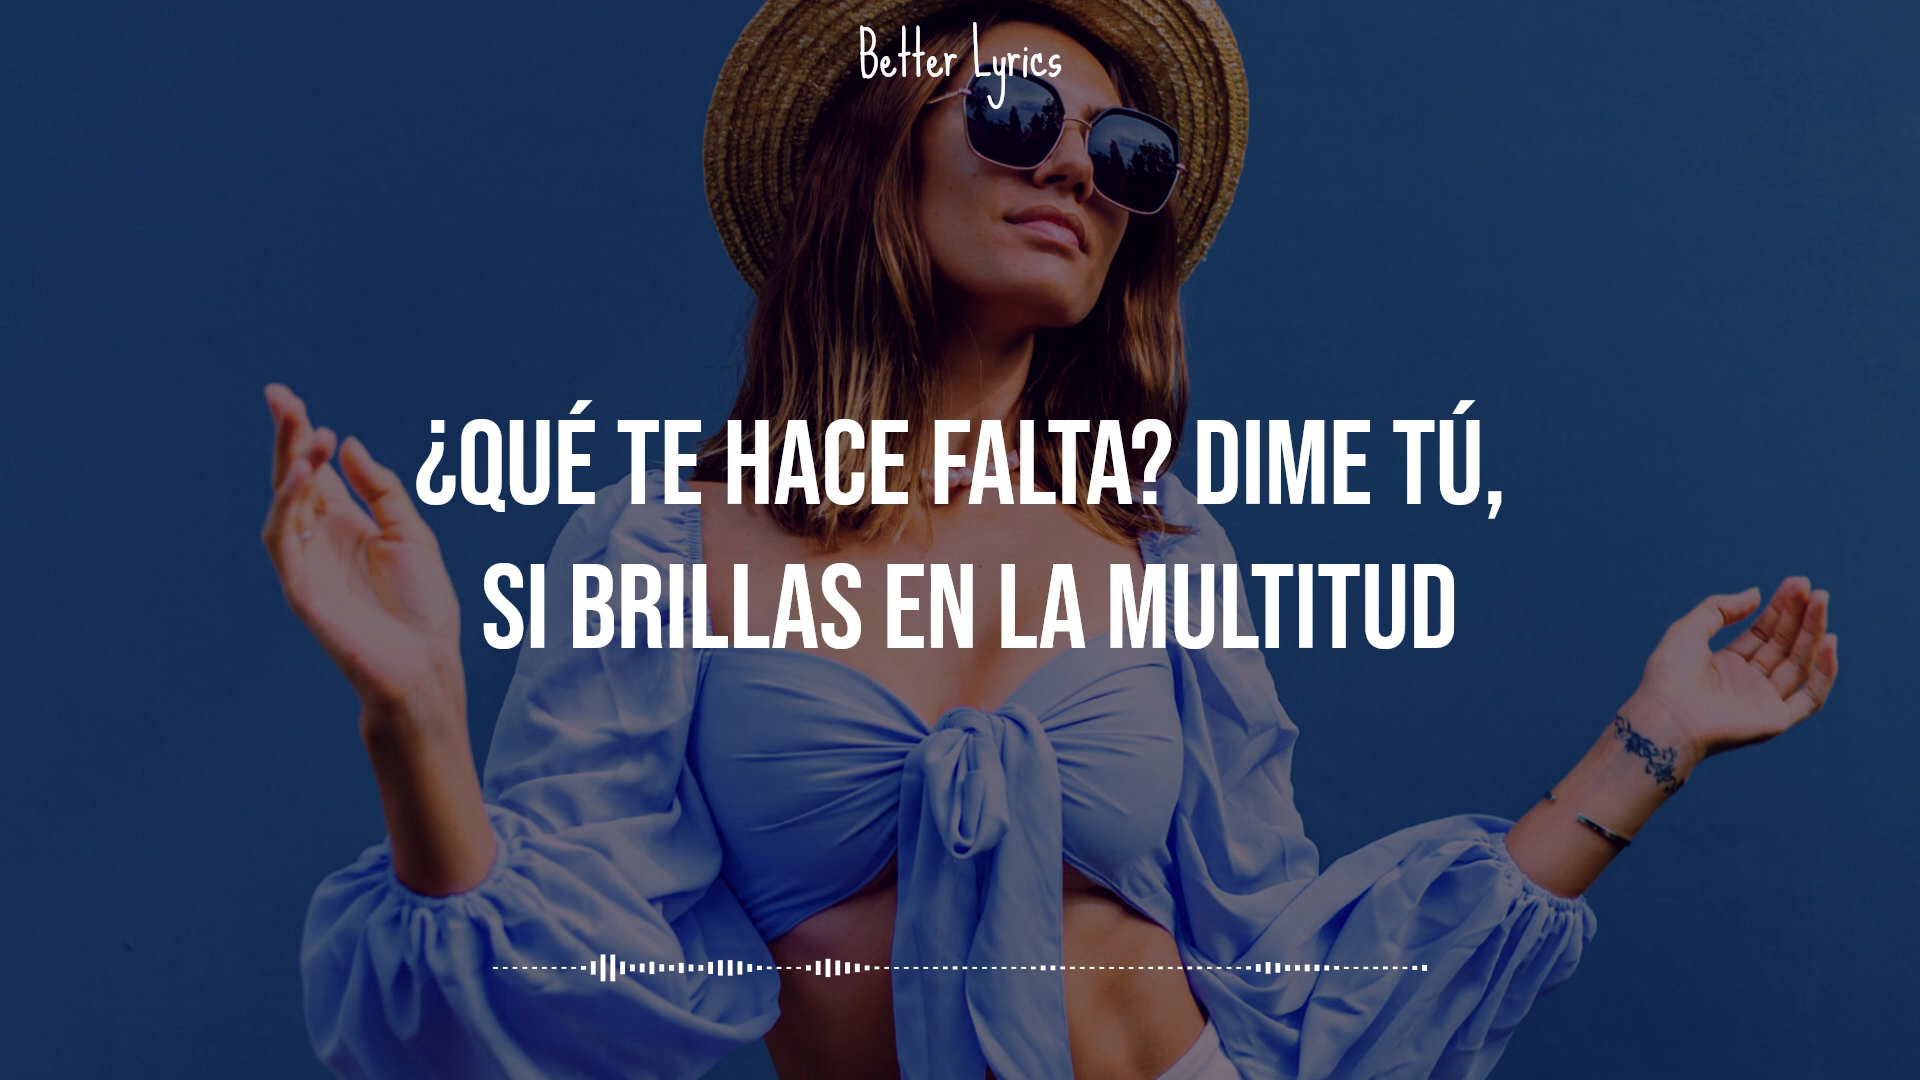 Better Lyrics
¿QUÉ TE HACE FALTA? DIME TÚ,
SI BRILLAS EN LA MULTITUD